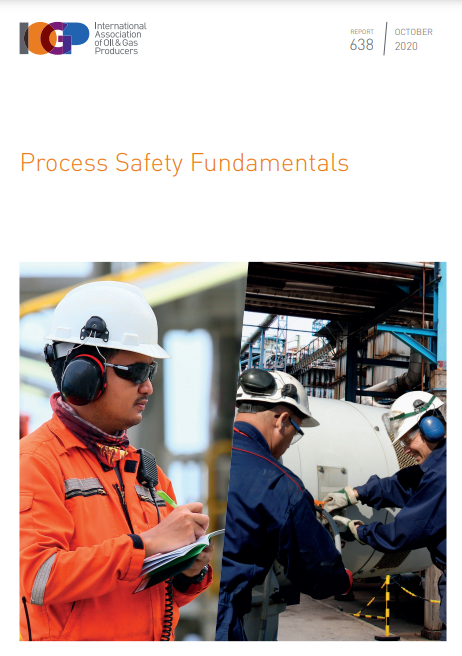 IOGP
International
Association
of Oil & Gas
Producers
REPORT
638
OCTOBER
2020
Process Safety Fundamentals